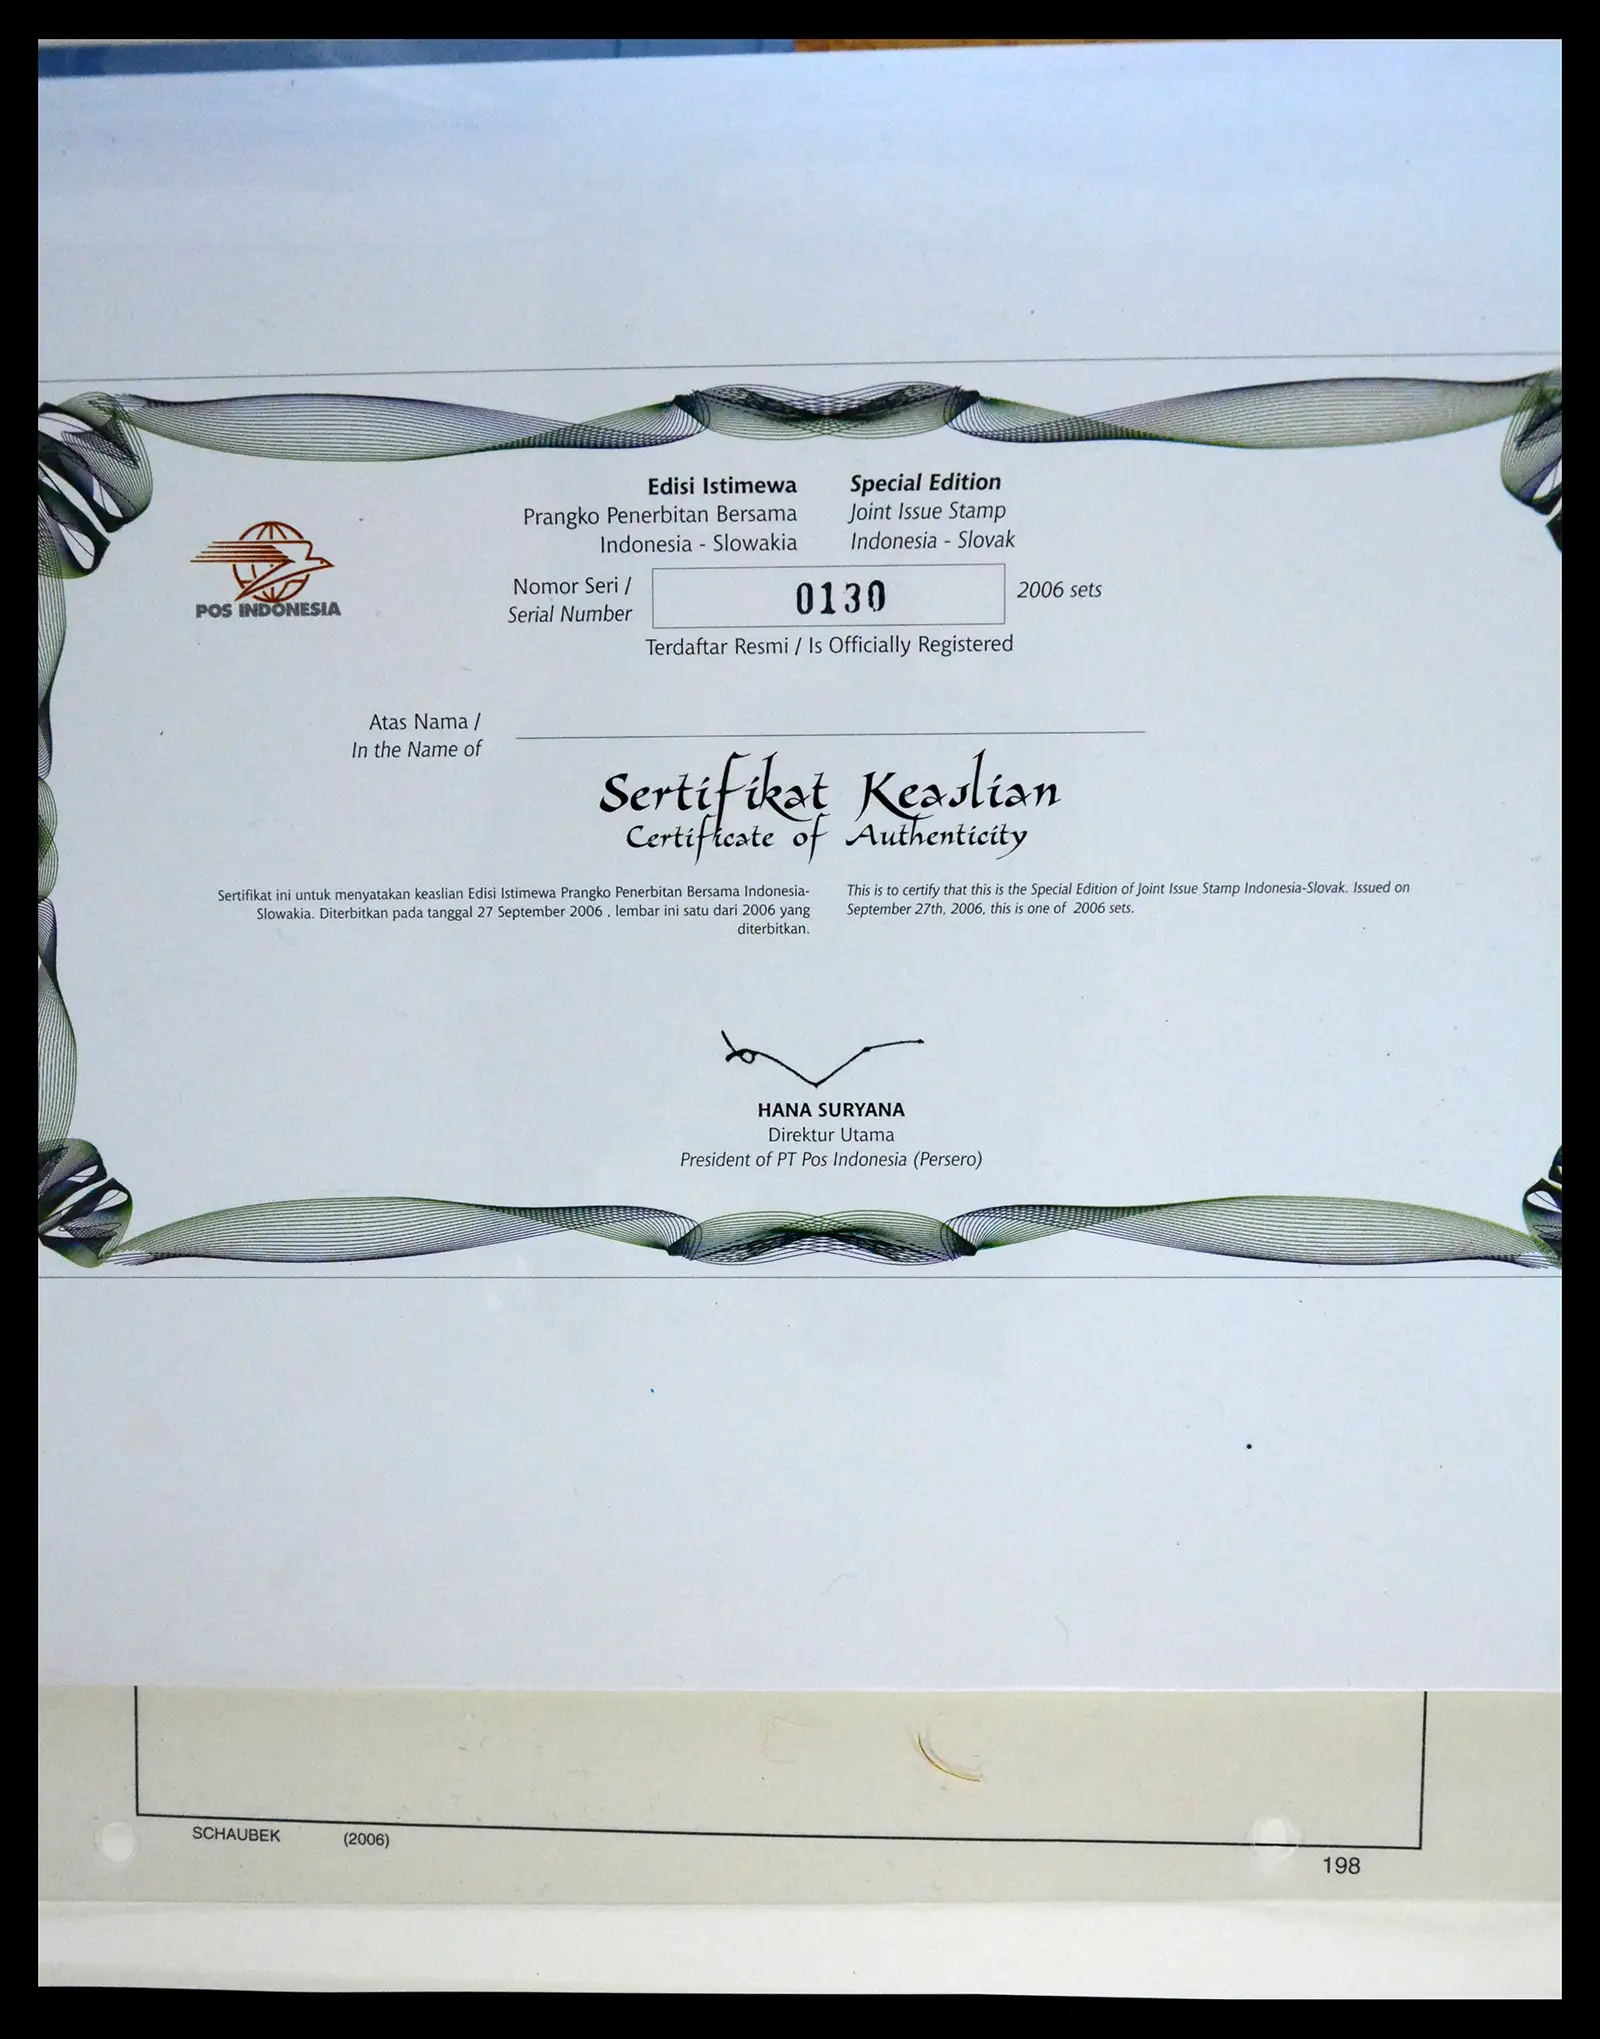 Edisi Istimewa
Prangko Penerbitan Bersama
Indonesia - Slowakia
Special Edition
Joint Issue Stamp
Indonesia - Slovak
POS INDONESIA
Nomor Seri /
Serial Number
0130
2006 sets
Terdaftar Resmi / Is Officially Registered
Atas Nama /
In the Name of
Sertifikat Keaslian
Certificate of Authenticity
Sertifikat ini untuk menyatakan keaslian Edisi Istimewa Prangko Penerbitan Bersama Indonesia-
Slowakia. Diterbitkan pada tanggal 27 September 2006 , lembar ini satu dari 2006 yang
diterbitkan.
This is to certify that this is the Special Edition of Joint Issue Stamp Indonesia-Slovak. Issued on
September 27th, 2006, this is one of 2006 sets.
HANA SURYANA
Direktur Utama
President of PT Pos Indonesia (Persero)
SCHAUBEK (2006)
198